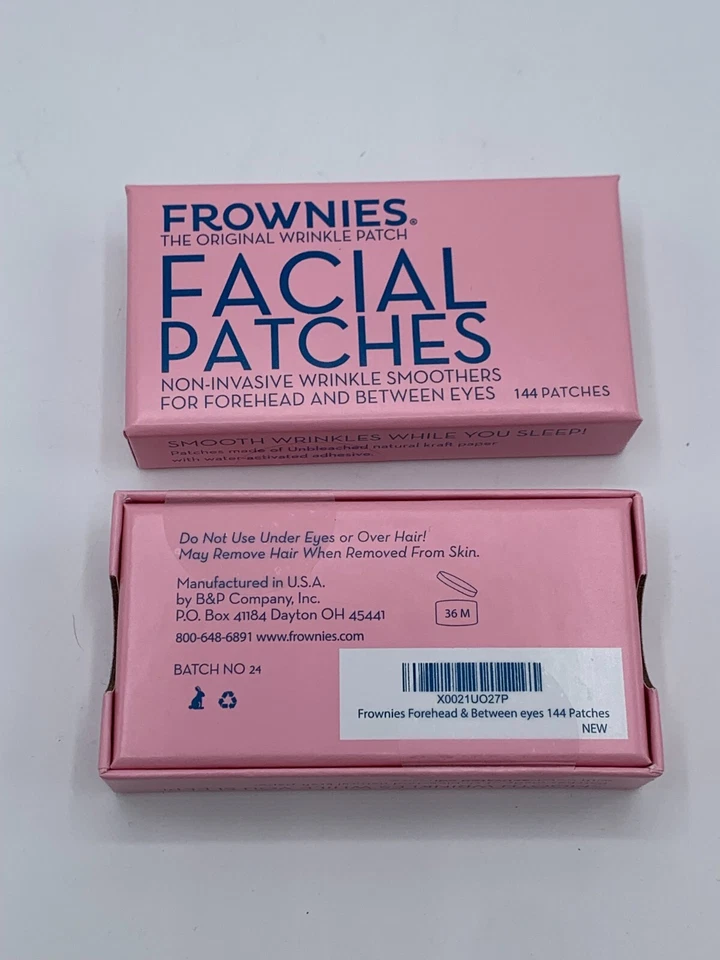 FROWNIES®
THE ORIGINAL WRINKLE PATCH
FACIAL
PATCHES
NON-INVASIVE WRINKLE SMOOTHERS
FOR FOREHEAD AND BETWEEN EYES 144 PATCHES
SMOOTH WRINKLES WHILE YOU SLEEP!
Patches made of Unbleached natural kraft paper
with water-activated adhesive.
Do Not Use Under Eyes or Over Hair!
May Remove Hair When Removed From Skin.
Manufactured in U.S.A.
by B&P Company, Inc.
P.O. Box 41184 Dayton OH 45441
800-648-6891 www.frownies.com
36 M
BATCH NO 24
X0021UO27P
Frownies Forehead & Between eyes 144 Patches
NEW